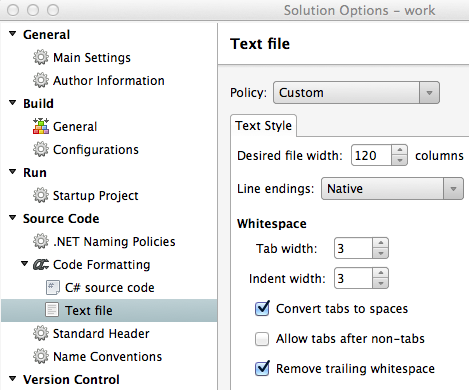 Solution Options – work
General
Main Settings
Author Information
Build
General
Configurations
Run
Startup Project
Source Code
.NET Naming Policies
Code Formatting
C# source code
Text file
Standard Header
Name Conventions
Version Control
Text file
Policy: Custom
Text Style
Desired file width: 120 columns
Line endings: Native
Whitespace
Tab width: 3
Indent width: 3
Convert tabs to spaces
Allow tabs after non-tabs
Remove trailing whitespace